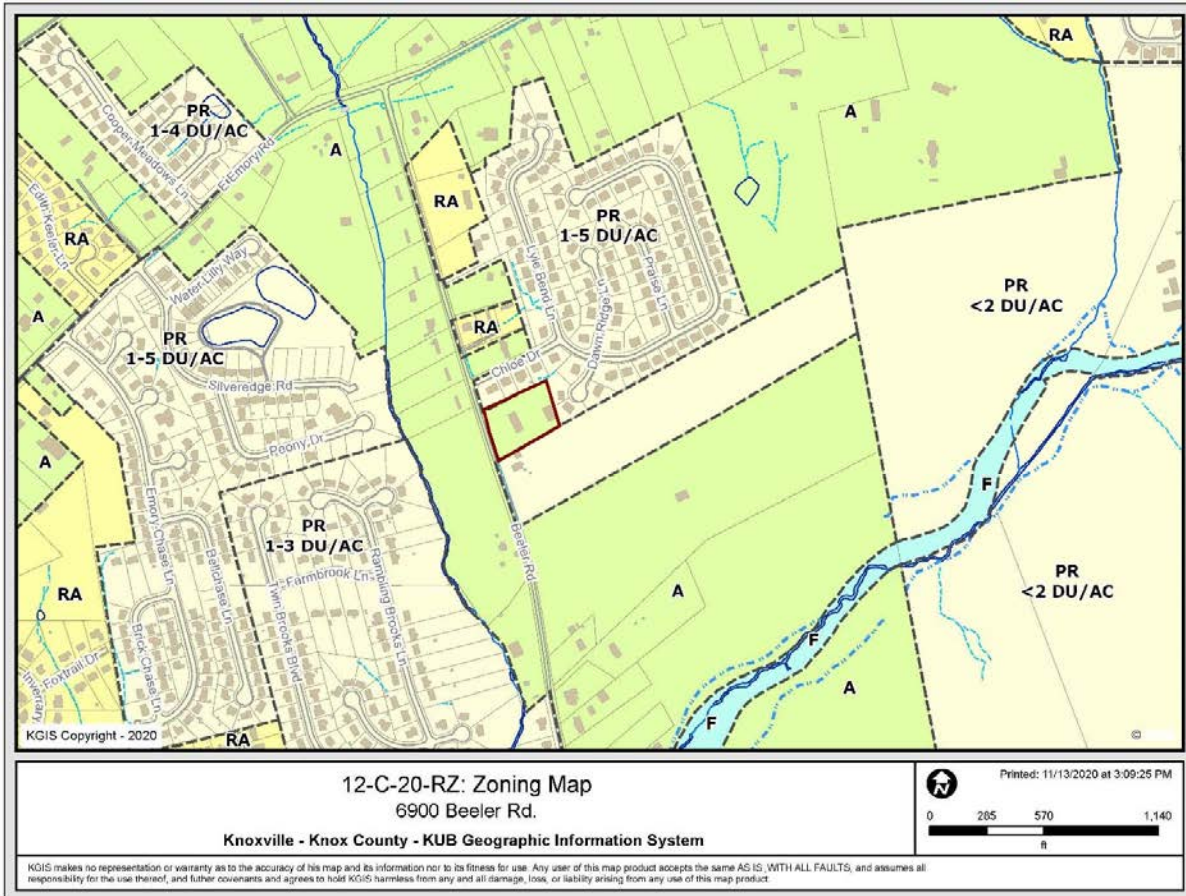 RA
PR
1-4 DU/AC
Cooper Meadows Ln
E Emory Rd
A
A
Edith Keeler Ln
RA
RA
PR
1-5 DU/AC
Lyle Bend Ln
Praise Ln
Dawn Ridge Ln
Water Lilly Way
PR
<2 DU/AC
A
PR
1-5 DU/AC
RA
Chloe Dr
Silveredge Rd
Peony Dr
A
Emory Chase Ln
Bellchase Ln
PR
1-3 DU/AC
Farmbrook Ln
Twin Brooks Blvd
Rambling Brooks Ln
Beeler Rd
F
A
PR
<2 DU/AC
RA
Brick Chase Ln
Foxtrail Dr
Inverrary
F
A
F
RA
KGIS Copyright - 2020
©
12-C-20-RZ: Zoning Map
6900 Beeler Rd.
Knoxville - Knox County - KUB Geographic Information System
Printed: 11/13/2020 at 3:09:25 PM
N
0 285 570 1,140
ft
KGIS makes no representation or warranty as to the accuracy of his map and its information nor to its fitness for use. Any user of this map product accepts the same AS IS ,WITH ALL FAULTS, and assumes all
responsibility for the use thereof, and futher covenants and agrees to hold KGIS harmless from any and all damage, loss, or liability arising from any use of this map product.